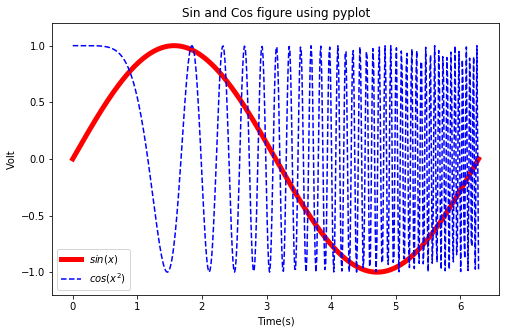 Sin and Cos figure using pyplot
1.0
0.5
0.0
−0.5
−1.0
Volt
sin(x)
cos(x²)
0 1 2 3 4 5 6
Time(s)